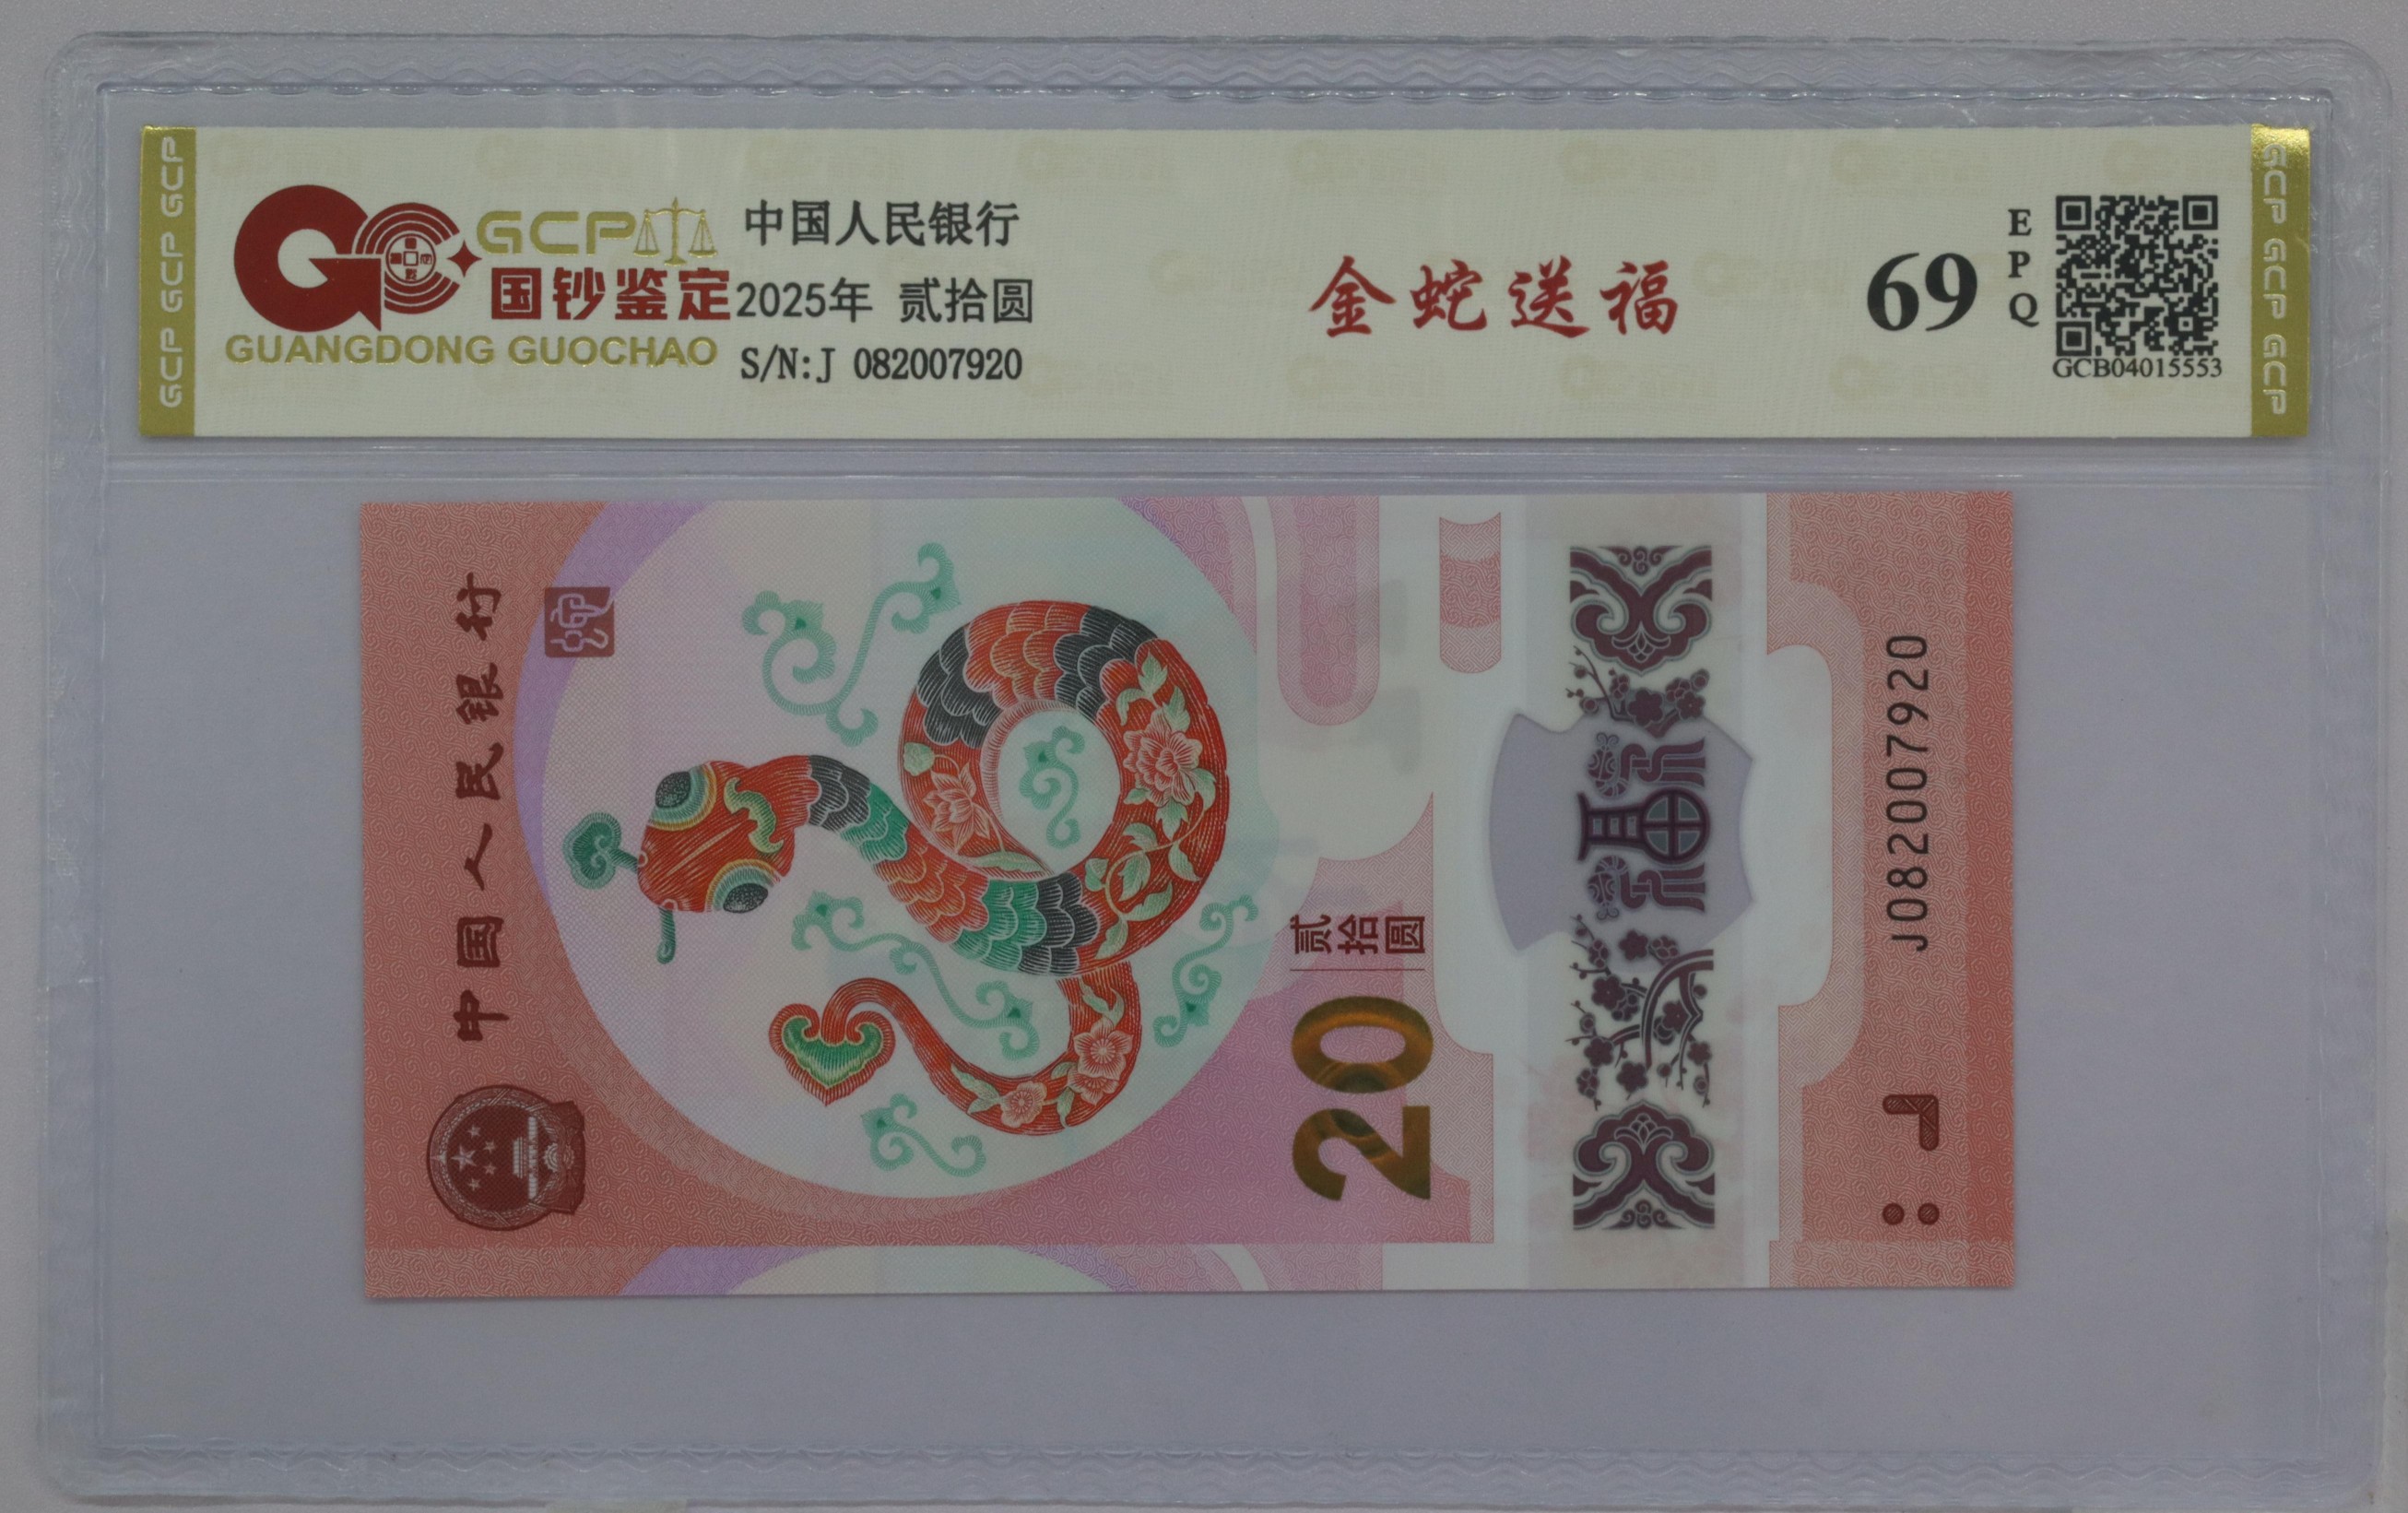 GCP GCP GCP
GCP
国钞鉴定
GUANGDONG GUOCHAO
中国人民银行
2025年 贰拾圆
S/N:J 082007920
金蛇送福
69
EPQ
GCB04015553
GCP GCP GCP
中国人民银行
20
贰拾圆
福
J082007920